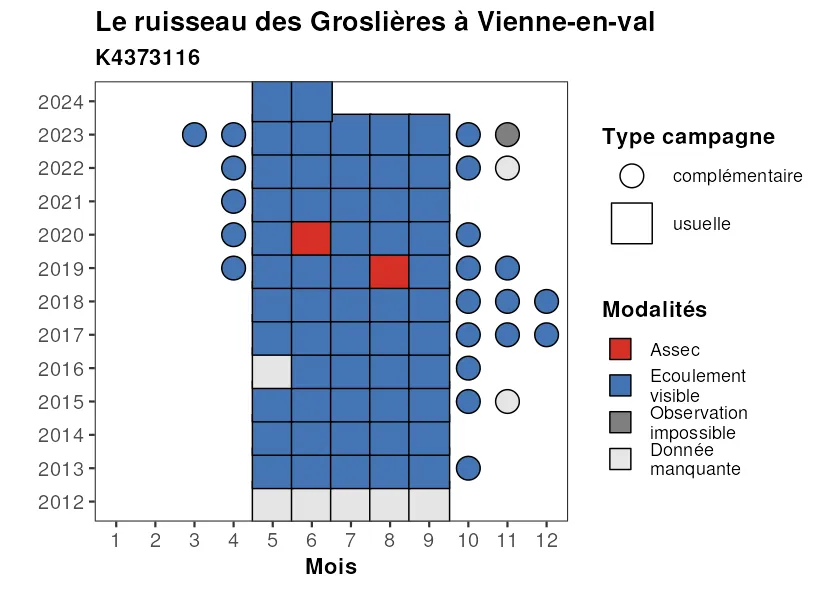 Le ruisseau des Groslières à Vienne-en-val
K4373116
2024
2023
2022
2021
2020
2019
2018
2017
2016
2015
2014
2013
2012
1 2 3 4 5 6 7 8 9 10 11 12
Mois
Type campagne
complémentaire
usuelle
Modalités
Assec
Ecoulement
visible
Observation
impossible
Donnée
manquante